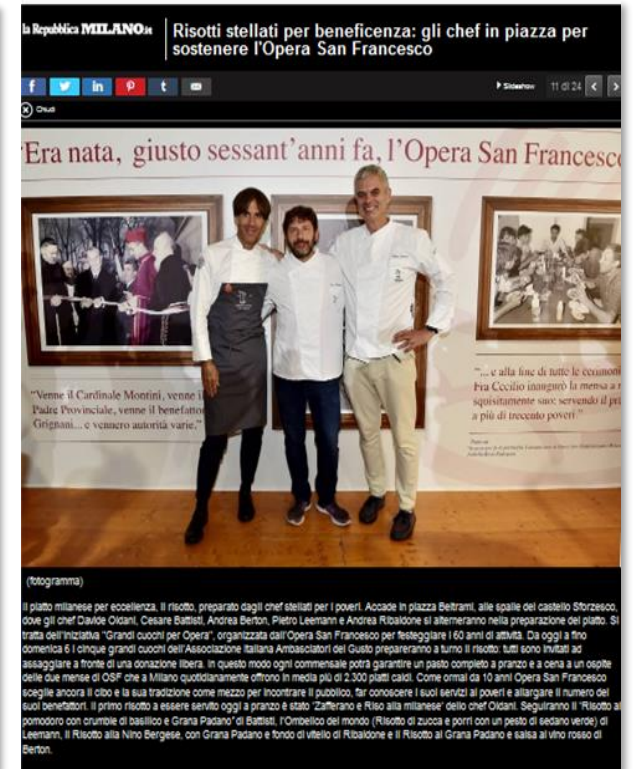 la Repubblica MILANO.it
Risotti stellati per beneficenza: gli chef in piazza per
sostenere l'Opera San Francesco
f in p t
Slideshow 11 di 24 < >
Chiudi
Era nata, giusto sessant'anni fa, l'Opera San Francesco
"Venne il Cardinale Montini, venne il
Padre Provinciale, venne il benefattor
Grignani... e vennero autorità varie."
"... e alla fine di tutte le cerimoni
Fra Cecilio inaugurò la mensa a
squisitamente suo: servendo il pr
a più di trecento poveri."
(fotogramma)
Il piatto milanese per eccellenza, il risotto, preparato dagli chef stellati per i poveri. Accade in piazza Beltrami, alle spalle del castello Sforzesco,
dove gli chef Davide Oldani, Cesare Battisti, Andrea Berton, Pietro Leemann e Andrea Ribaldone si alterneranno nella preparazione del piatto. Si
tratta dell'iniziativa "Grandi cuochi per Opera", organizzata dall'Opera San Francesco per festeggiare i 60 anni di attività. Da oggi a fino
domenica 6 i cinque grandi cuochi dell'Associazione Italiana Ambasciatori del Gusto prepareranno a turno il risotto: tutti sono invitati ad
assaggiare a fronte di una donazione libera. In questo modo ogni commensale potrà garantire un pasto completo a pranzo e a cena a un ospite
delle due mense di OSF che a Milano quotidianamente offrono in media più di 2.300 piatti caldi. Come ormai da 10 anni Opera San Francesco
sceglie ancora il cibo e la sua tradizione come mezzo per incontrare il pubblico, far conoscere i suoi servizi ai poveri e allargare il numero dei
suoi benefattori. Il primo risotto a essere servito oggi a pranzo è stato 'Zafferano e Riso alla milanese' dello chef Oldani. Seguiranno il "Risotto al
pomodoro con crumble di basilico e Grana Padano" di Battisti, l'Ombelico del mondo (Risotto di zucca e porri con un pesto di sedano verde) di
Leemann, il Risotto alla Nino Bergese, con Grana Padano e fondo di vitello di Ribaldone e il Risotto al Grana Padano e salsa al vino rosso di
Berton.